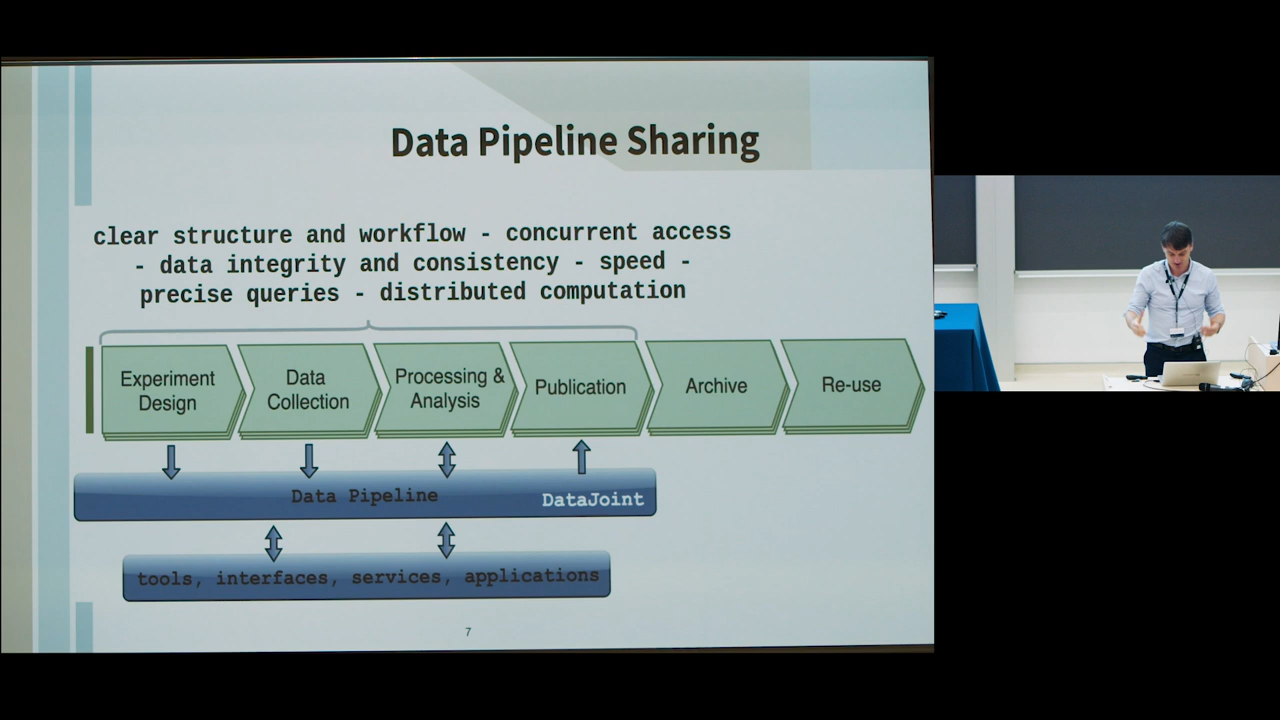 Data Pipeline Sharing
clear structure and workflow - concurrent access
- data integrity and consistency - speed -
precise queries - distributed computation
Experiment
Design
Data
Collection
Processing &
Analysis
Publication
Archive
Re-use
Data Pipeline
DataJoint
tools, interfaces, services, applications
7